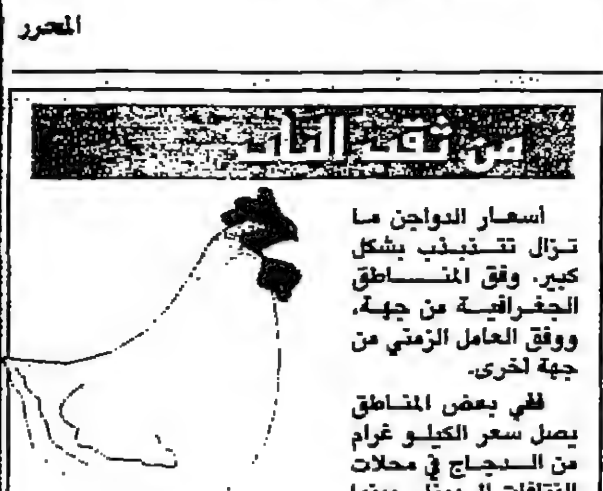 المحرر
من ثقب الباب
أسعار الدواجن ما
تزال تتذبذب بشكل
كبير. وفق المناطق
الجغرافية من جهة،
ووفق العامل الزمني من
جهة أخرى.
ففي بعض المناطق
يصل سعر الكيلو غرام
من الدجاج في محلات